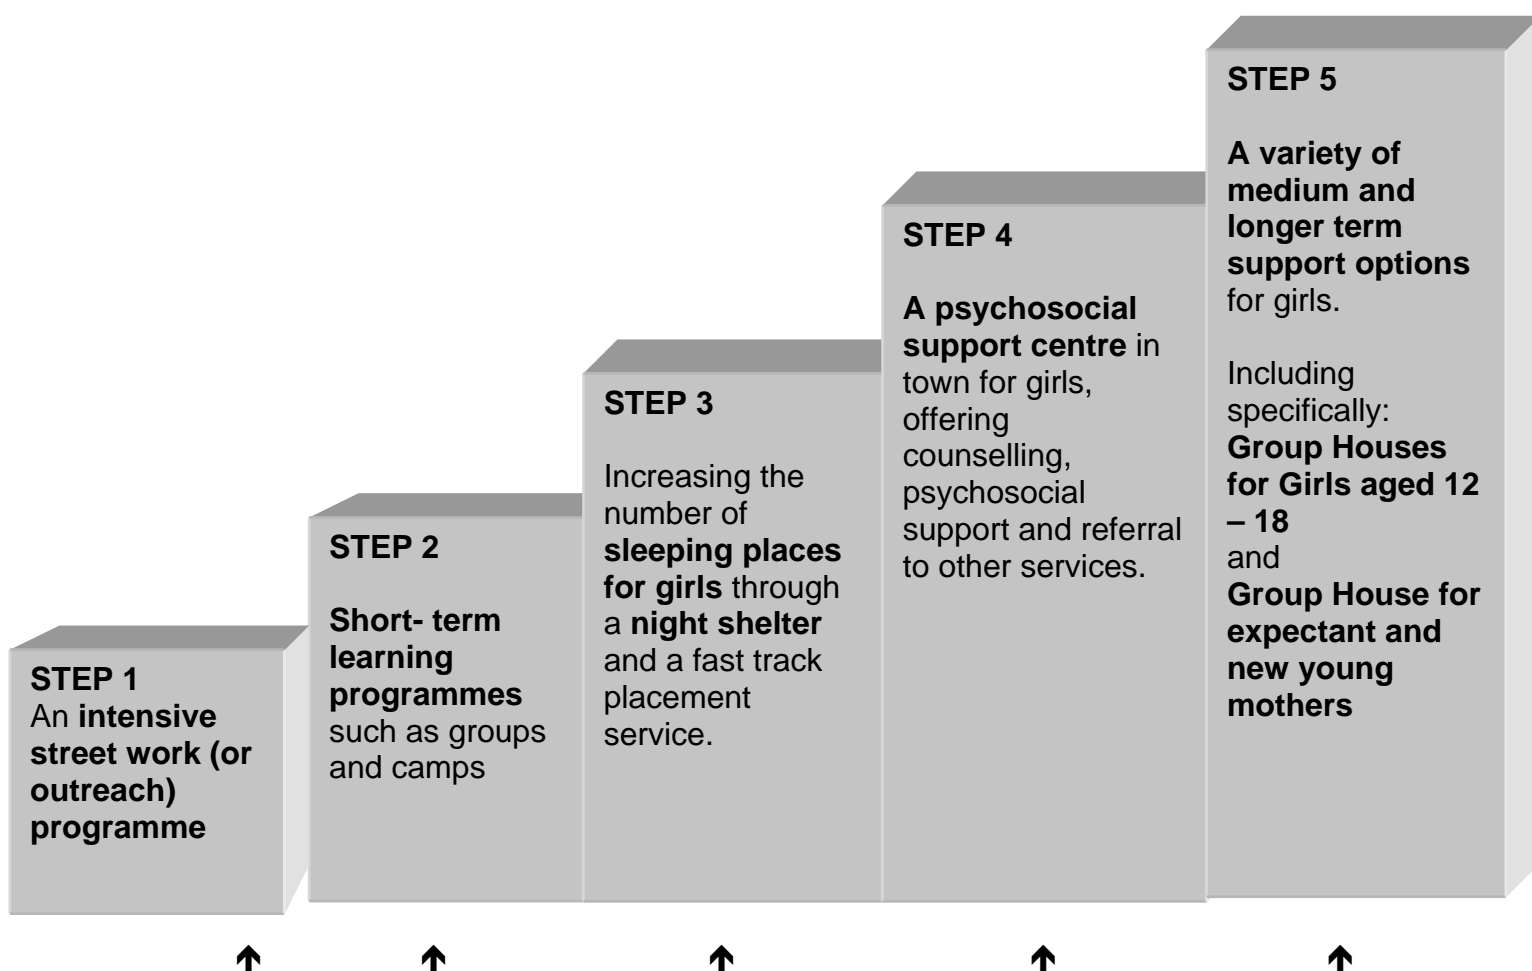 STEP 1
An intensive
street work (or
outreach)
programme
STEP 2
Short- term
learning
programmes
such as groups
and camps
STEP 3
Increasing the
number of
sleeping places
for girls through
a night shelter
and a fast track
placement
service.
STEP 4
A psychosocial
support centre in
town for girls,
offering
counselling,
psychosocial
support and referral
to other services.
STEP 5
A variety of
medium and
longer term
support options
for girls.
Including
specifically:
Group Houses
for Girls aged 12
– 18
and
Group House for
expectant and
new young
mothers